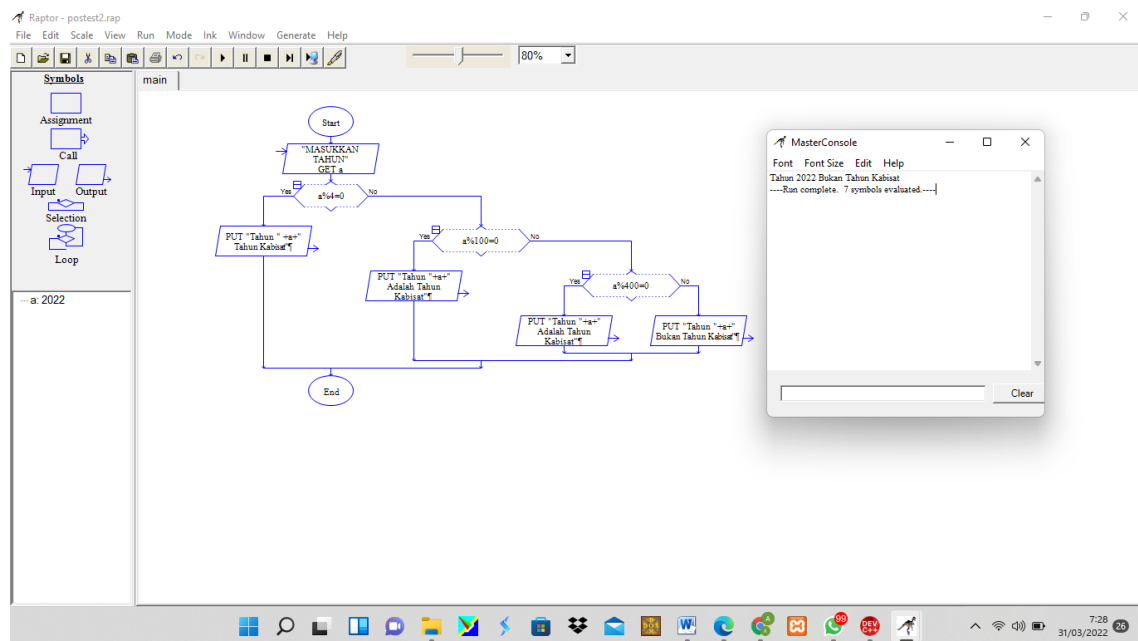 Raptor - postest2.rap
File Edit Scale View Run Mode Ink Window Generate Help
80%
Symbols
Assignment
Call
Input Output
Selection
Loop
a: 2022
main
Start
"MASUKKAN
TAHUN"
GET a
Yes a%4=0 No
PUT "Tahun " +a+"
Tahun Kabisat"¶
Yes a%100=0 No
PUT "Tahun "+a+"
Adalah Tahun
Kabisat"¶
Yes a%400=0 No
PUT "Tahun "+a+"
Adalah Tahun
Kabisat"¶
PUT "Tahun "+a+"
Bukan Tahun Kabisat"¶
End
MasterConsole
Font Font Size Edit Help
Tahun 2022 Bukan Tahun Kabisat
----Run complete. 7 symbols evaluated.----
Clear
99
DEV
C++
7:28
31/03/2022
26